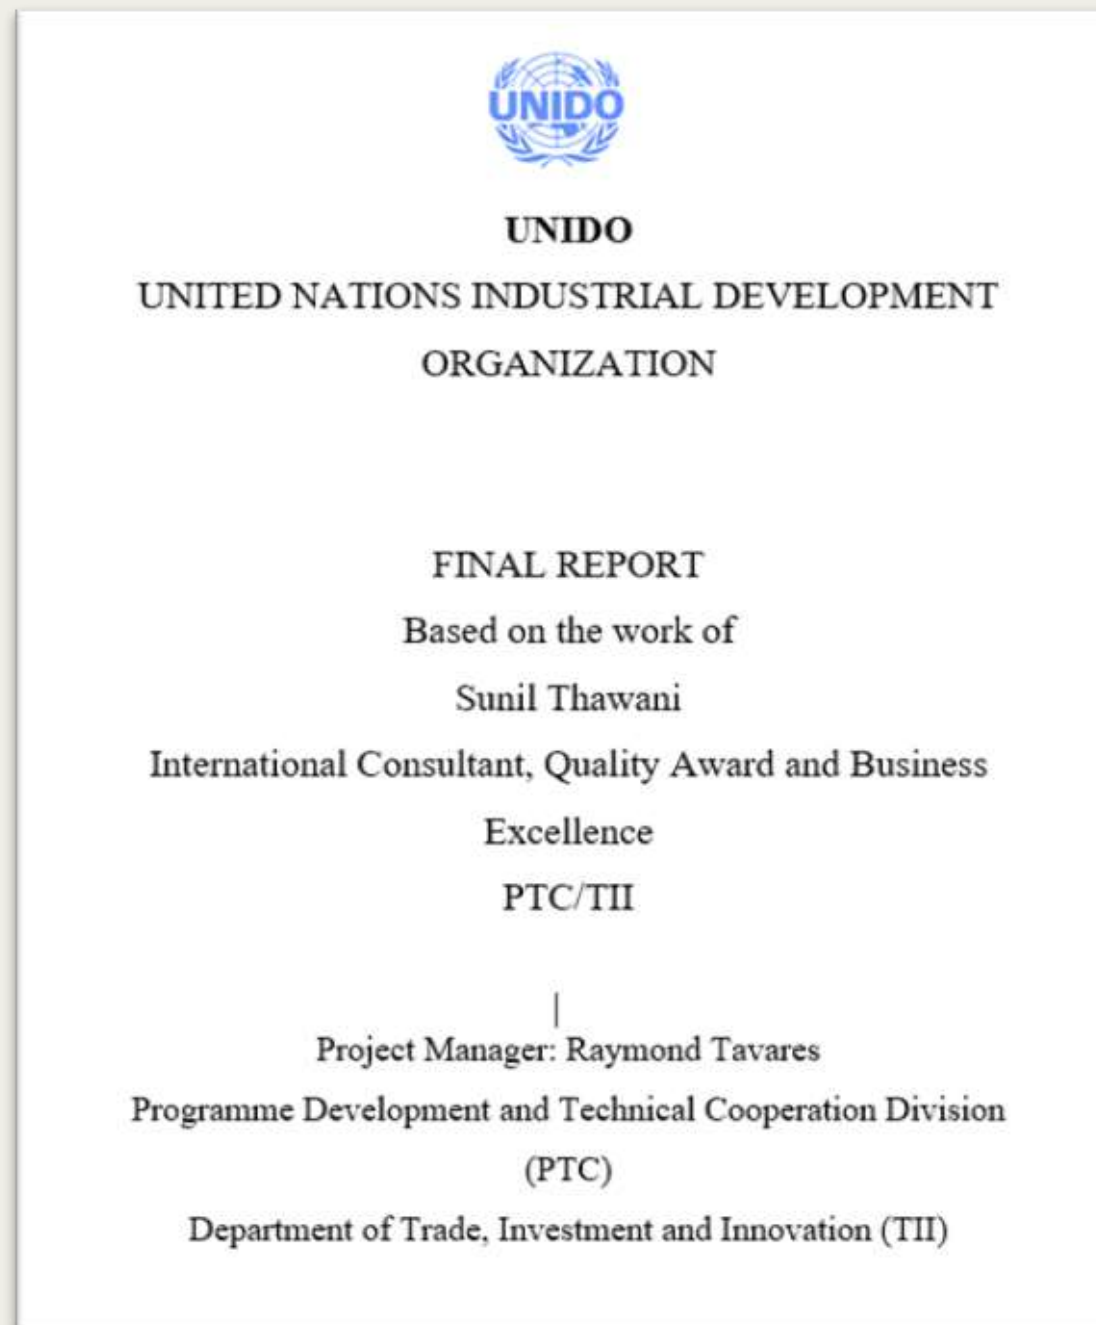 UNIDO
UNIDO
UNITED NATIONS INDUSTRIAL DEVELOPMENT
ORGANIZATION
FINAL REPORT
Based on the work of
Sunil Thawani
International Consultant, Quality Award and Business
Excellence
PTC/TII
Project Manager: Raymond Tavares
Programme Development and Technical Cooperation Division
(PTC)
Department of Trade, Investment and Innovation (TII)